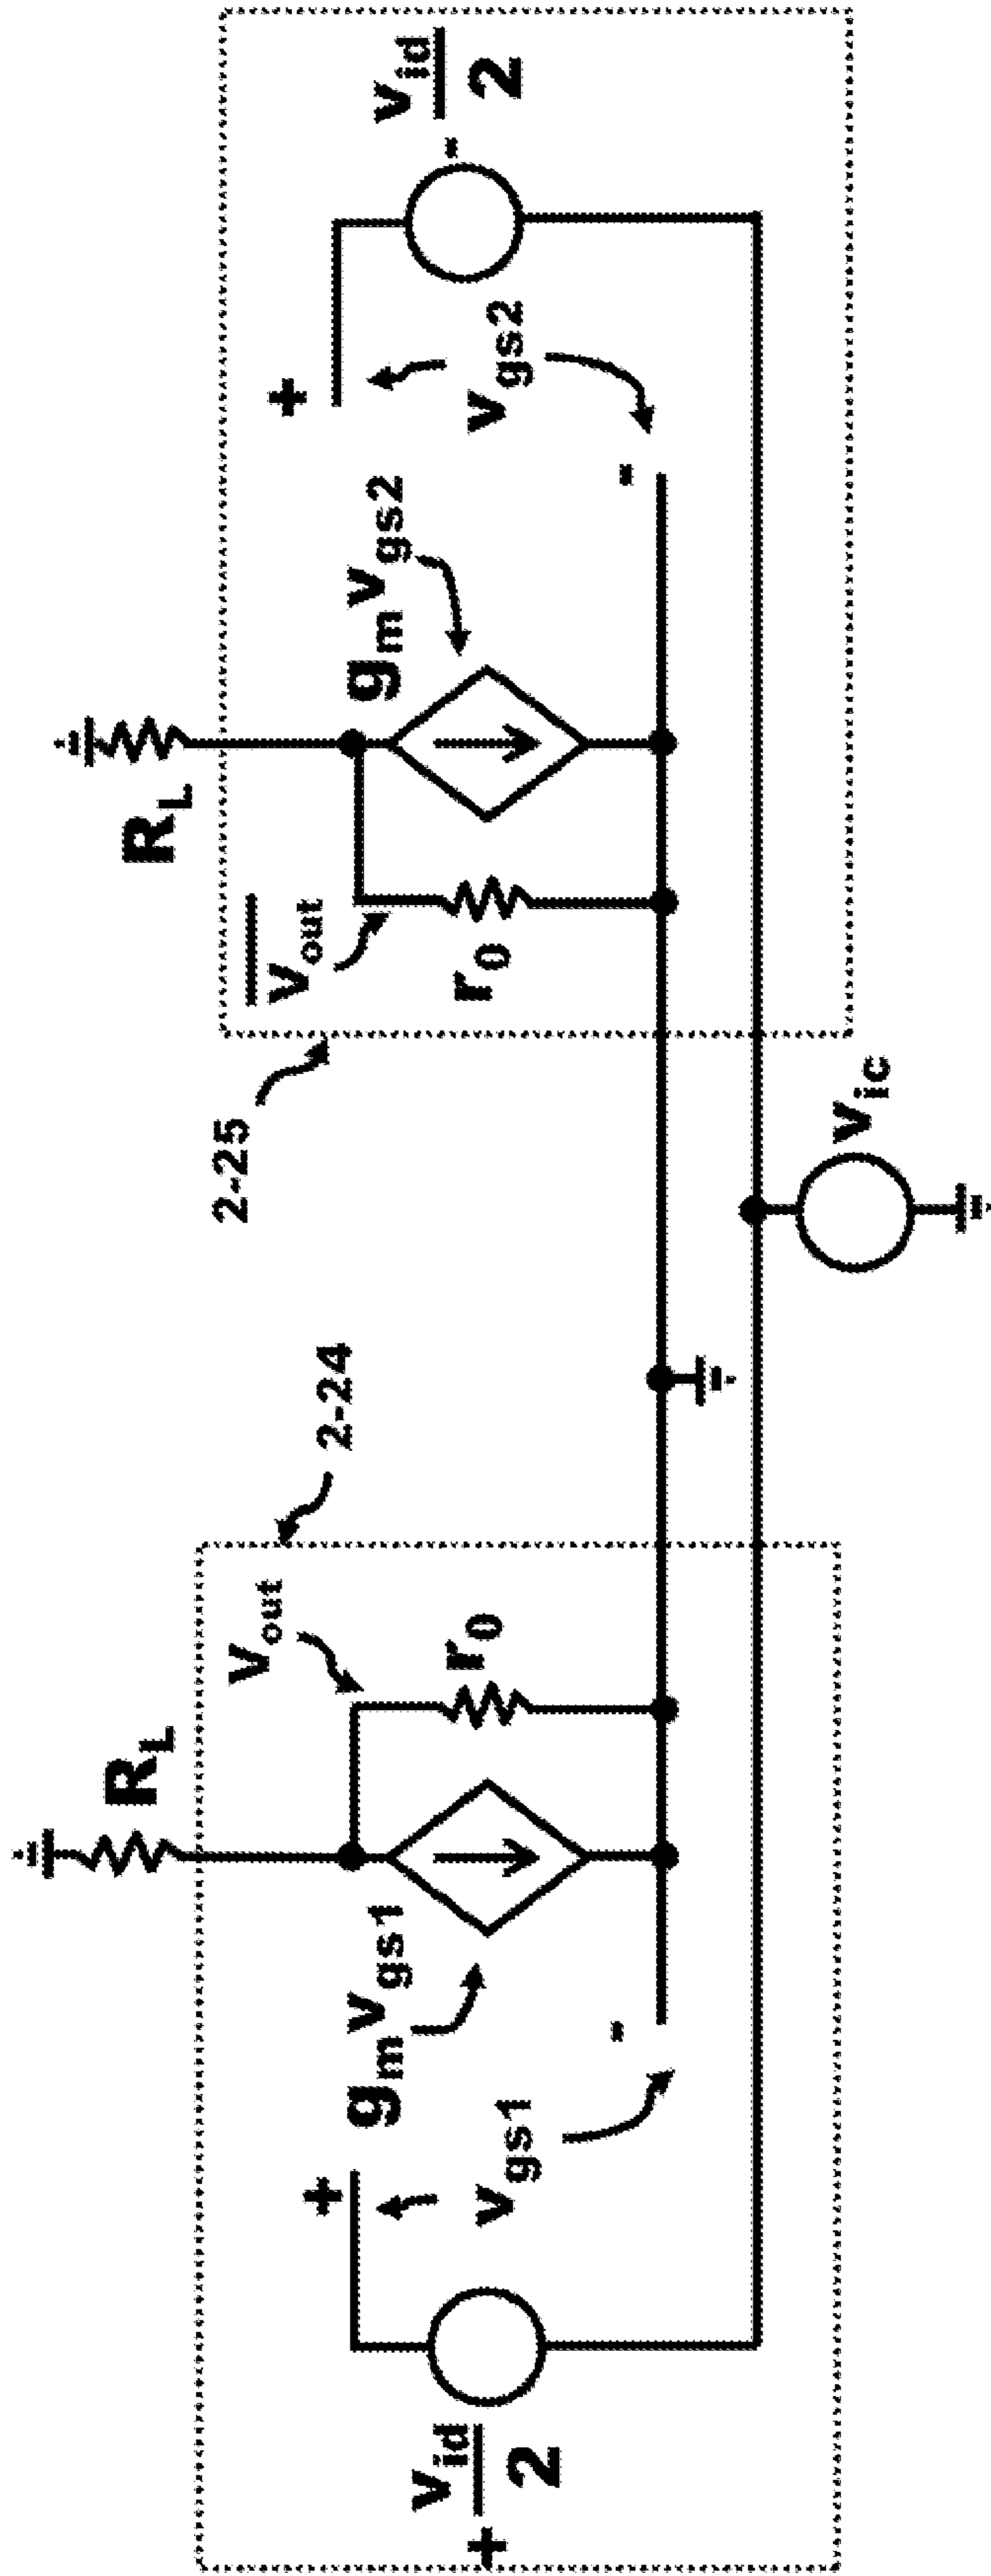 R_L
R_L
2-24
2-25
v_out
v̅_out
g_m v_gs1
g_m v_gs2
+
+
+ v_id/2
- v_id/2
v_gs1
v_gs2
r_0
r_0
-
-
v_ic